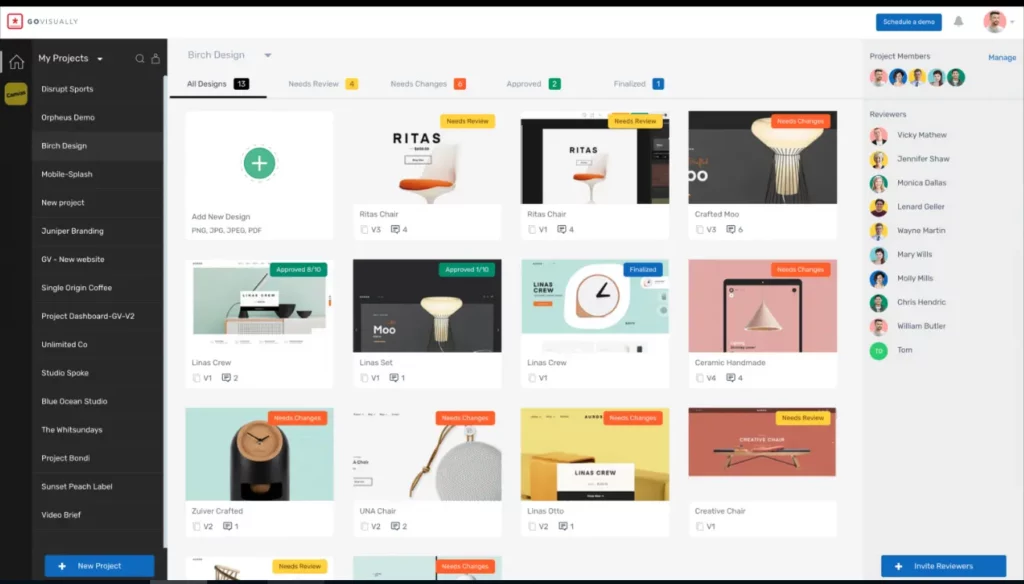 GOVISUALLY
Schedule a demo
Canvas
My Projects
Disrupt Sports
Orpheus Demo
Birch Design
Mobile-Splash
New project
Juniper Branding
GV - New website
Single Origin Coffee
Project Dashboard-GV-V2
Unlimited Co
Studio Spoke
Blue Ocean Studio
The Whitsundays
Project Bondi
Sunset Peach Label
Video Brief
New Project
Birch Design
All Designs 13
Needs Review 4
Needs Changes 6
Approved 2
Finalized 1
Add New Design
PNG, JPG, JPEG, PDF
Needs Review
RITAS
Ritas Chair
V3 4
Needs Review
RITAS
Ritas Chair
V1 4
Needs Changes
Crafted Moo
V3 6
Approved 8/10
LINAS CREW
Linas Crew
V1 2
Approved 1/10
Moo
Linas Set
V1 1
Finalized
LINAS
CREW
Linas Crew
V1
Needs Changes
Ceramic Handmade
V4 4
Needs Changes
Zuiver Crafted
V2 1
Needs Changes
UNA Chair
V2 2
Needs Changes
LINAS CREW
Linas Otto
V2 1
Needs Review
CREATIVE CHAIR
Creative Chair
V1
Needs Review
Needs Changes
Project Members
Manage
Reviewers
Vicky Mathew
Jennifer Shaw
Monica Dallas
Lenard Geller
Wayne Martin
Mary Wills
Molly Mills
Chris Hendric
William Butler
TO Tom
Invite Reviewers